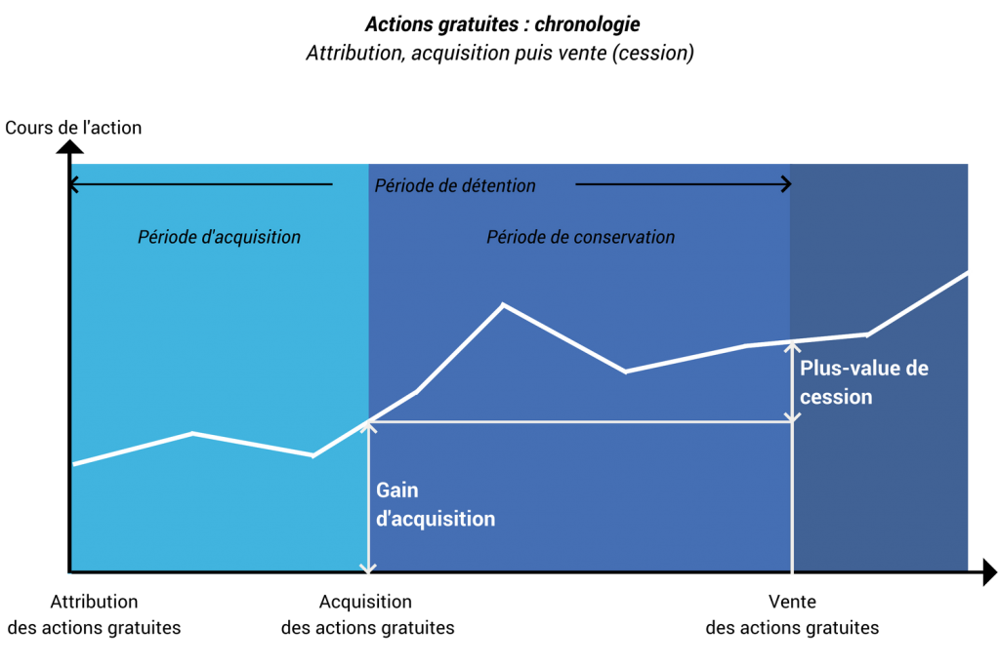 Actions gratuites : chronologie
Attribution, acquisition puis vente (cession)
Cours de l'action
Période de détention
Période d'acquisition
Période de conservation
Plus-value de
cession
Gain
d'acquisition
Attribution
des actions gratuites
Acquisition
des actions gratuites
Vente
des actions gratuites